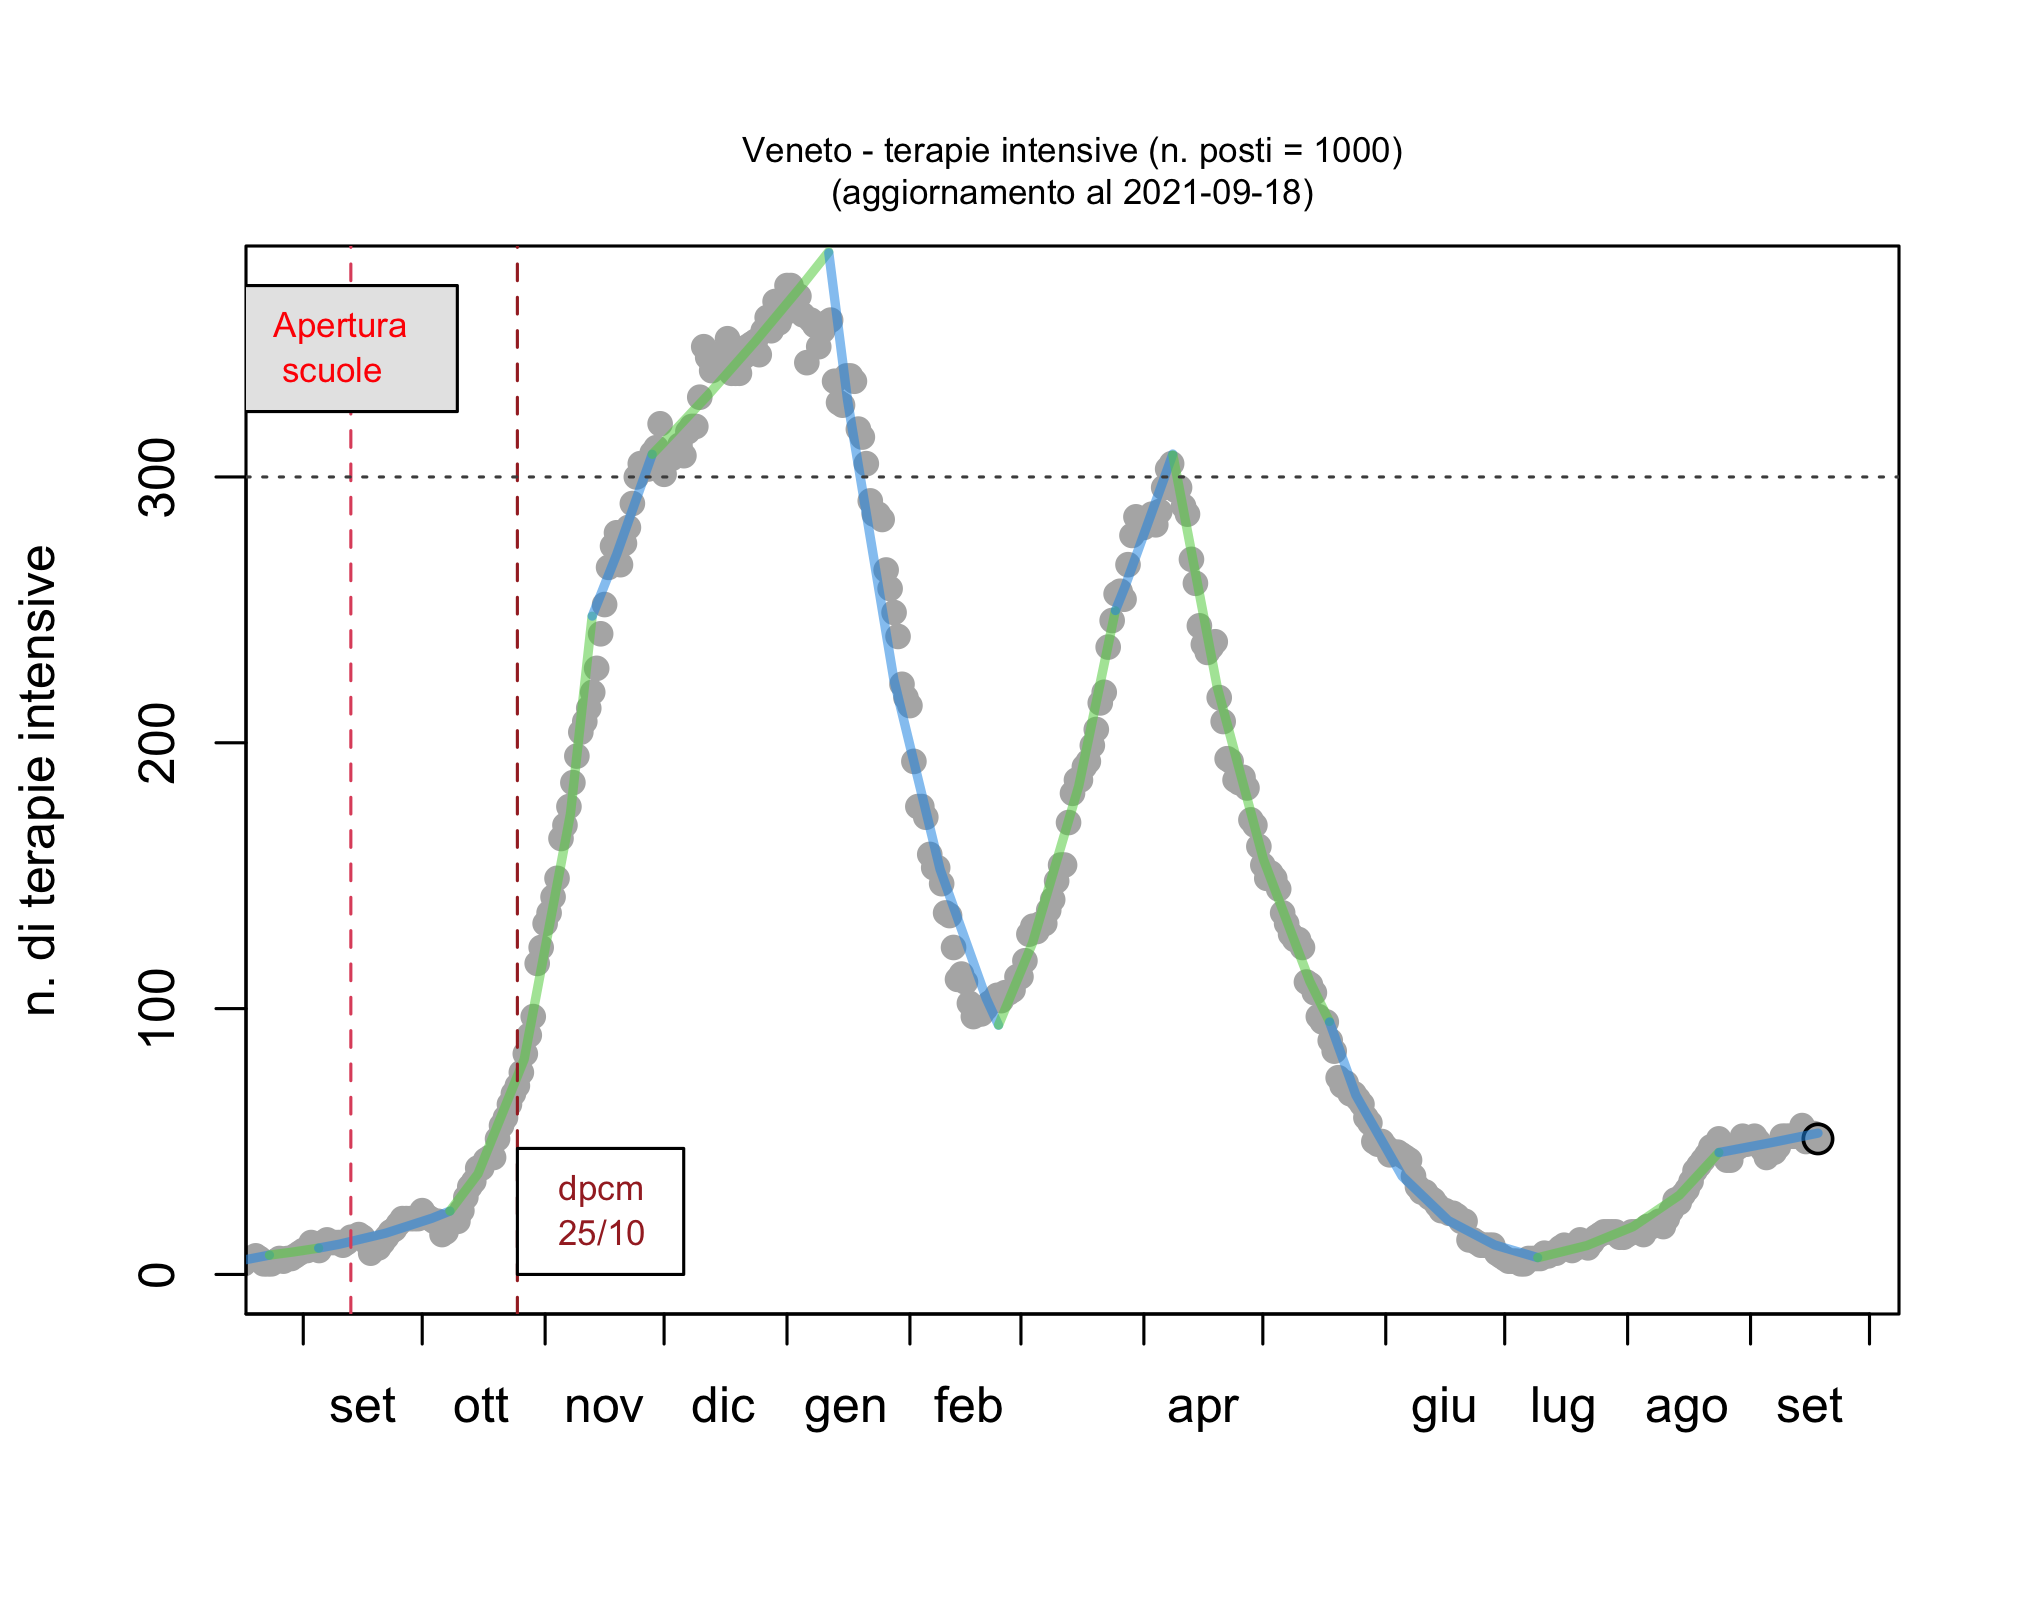 Veneto - terapie intensive (n. posti = 1000)
(aggiornamento al 2021-09-18)
Apertura
scuole
dpcm
25/10
n. di terapie intensive
300
200
100
0
set ott nov dic gen feb apr giu lug ago set